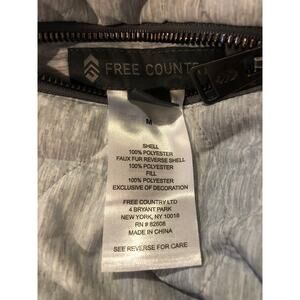 FREE COUNTR
M
SHELL
100% POLYESTER
FAUX FUR REVERSE SHELL
100% POLYESTER
FILL
100% POLYESTER
EXCLUSIVE OF DECORATION
FREE COUNTRY LTD
4 BRYANT PARK
NEW YORK, NY 10018
RN # 82608
MADE IN CHINA
SEE REVERSE FOR CARE